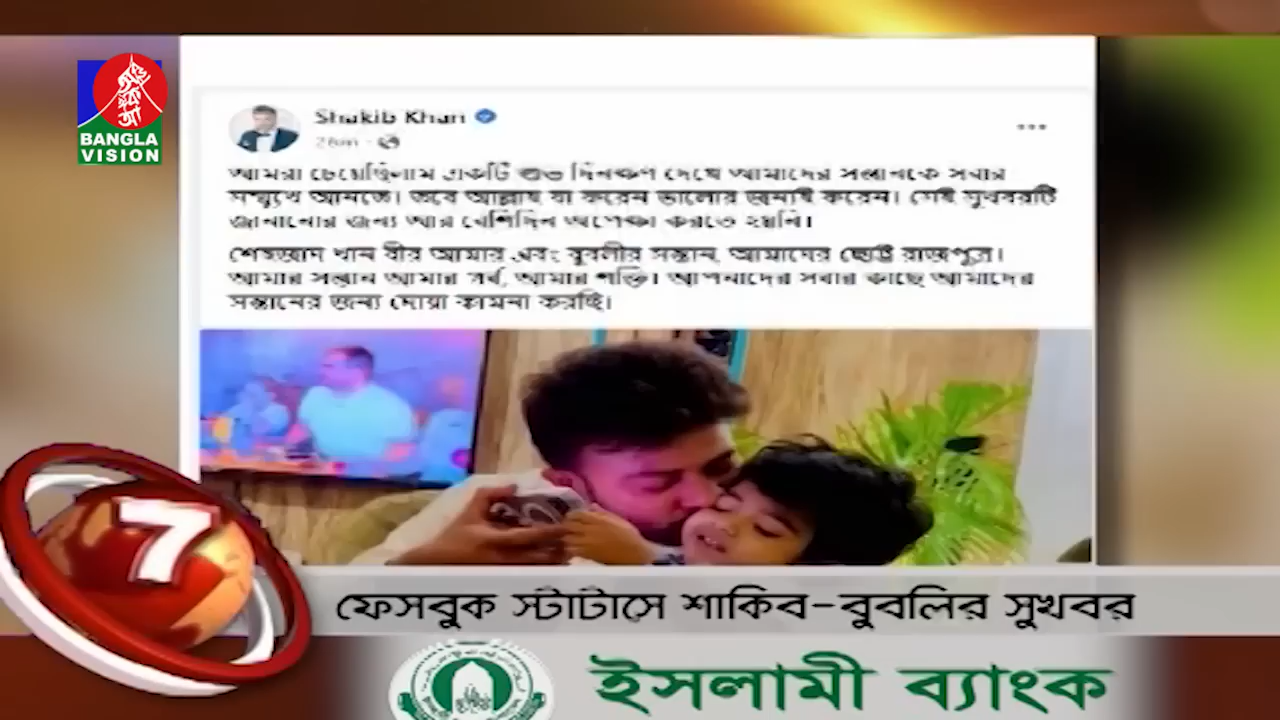 BANGLA
VISION
Shakib Khan
আমরা চেয়েছিলাম একটি শুভ দিনক্ষণ দেখে আমাদের সন্তানকে সবার
সম্মুখে আনতে। তবে আল্লাহ যা করেন ভালোর জন্যই করেন। সেই সুখবরটি
জানানোর জন্য আর বেশিদিন অপেক্ষা করতে হয়নি।
শেহজাদ খান বীর আমার এবং বুবলীর সন্তান, আমাদের ছোট্ট রাজপুত্র।
আমার সন্তান আমার গর্ব, আমার শক্তি। আপনাদের সবার কাছে আমাদের
সন্তানের জন্য দোয়া কামনা করছি।
7
ফেসবুক স্টাটাসে শাকিব-বুবলির সুখবর
ইসলামী ব্যাংক